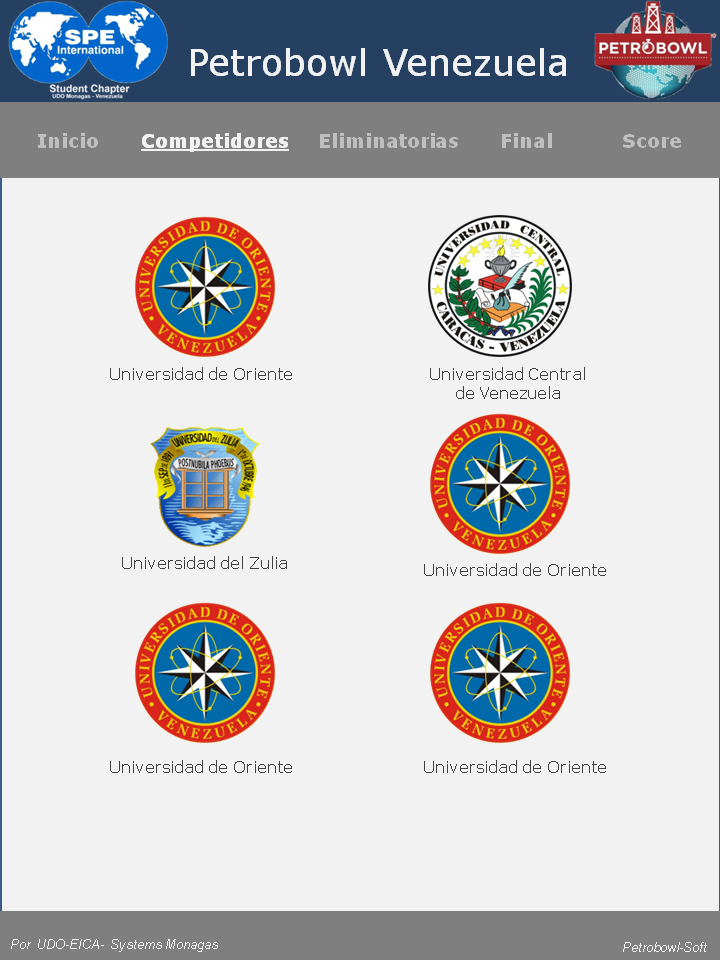 SPE
International
Student Chapter
UDO Monagas - Venezuela
Petrobowl Venezuela
PETROBOWL
Inicio Competidores Eliminatorias Final Score
UNIVERSIDAD DE ORIENTE
VENEZUELA
Universidad de Oriente
UNIVERSIDAD CENTRAL
CARACAS - VENEZUELA
Universidad Central
de Venezuela
UNIVERSIDAD DEL ZULIA
POSTNUBILA PHOEBUS
Universidad del Zulia
UNIVERSIDAD DE ORIENTE
VENEZUELA
Universidad de Oriente
UNIVERSIDAD DE ORIENTE
VENEZUELA
Universidad de Oriente
UNIVERSIDAD DE ORIENTE
VENEZUELA
Universidad de Oriente
Por UDO-EICA- Systems Monagas
Petrobowl-Soft